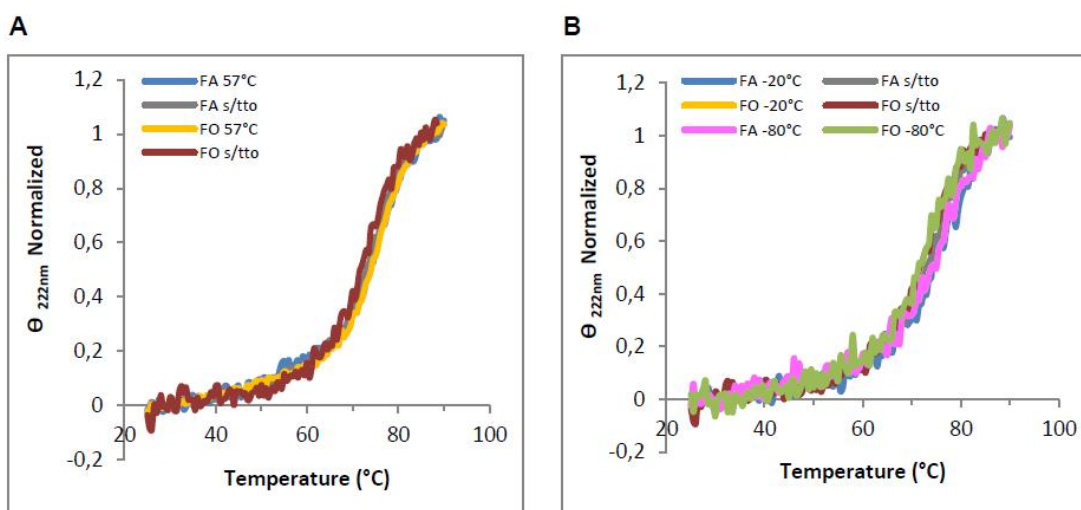 A
FA 57°C
FA s/tto
FO 57°C
FO s/tto
1,2
1
0,8
0,6
0,4
0,2
0
-0,2
20
40
60
80
100
Θ 222nm Normalized
Temperature (°C)
B
FA -20°C
FA s/tto
FO -20°C
FO s/tto
FA -80°C
FO -80°C
1,2
1
0,8
0,6
0,4
0,2
0
-0,2
20
40
60
80
100
Θ 222nm Normalized
Temperature (°C)